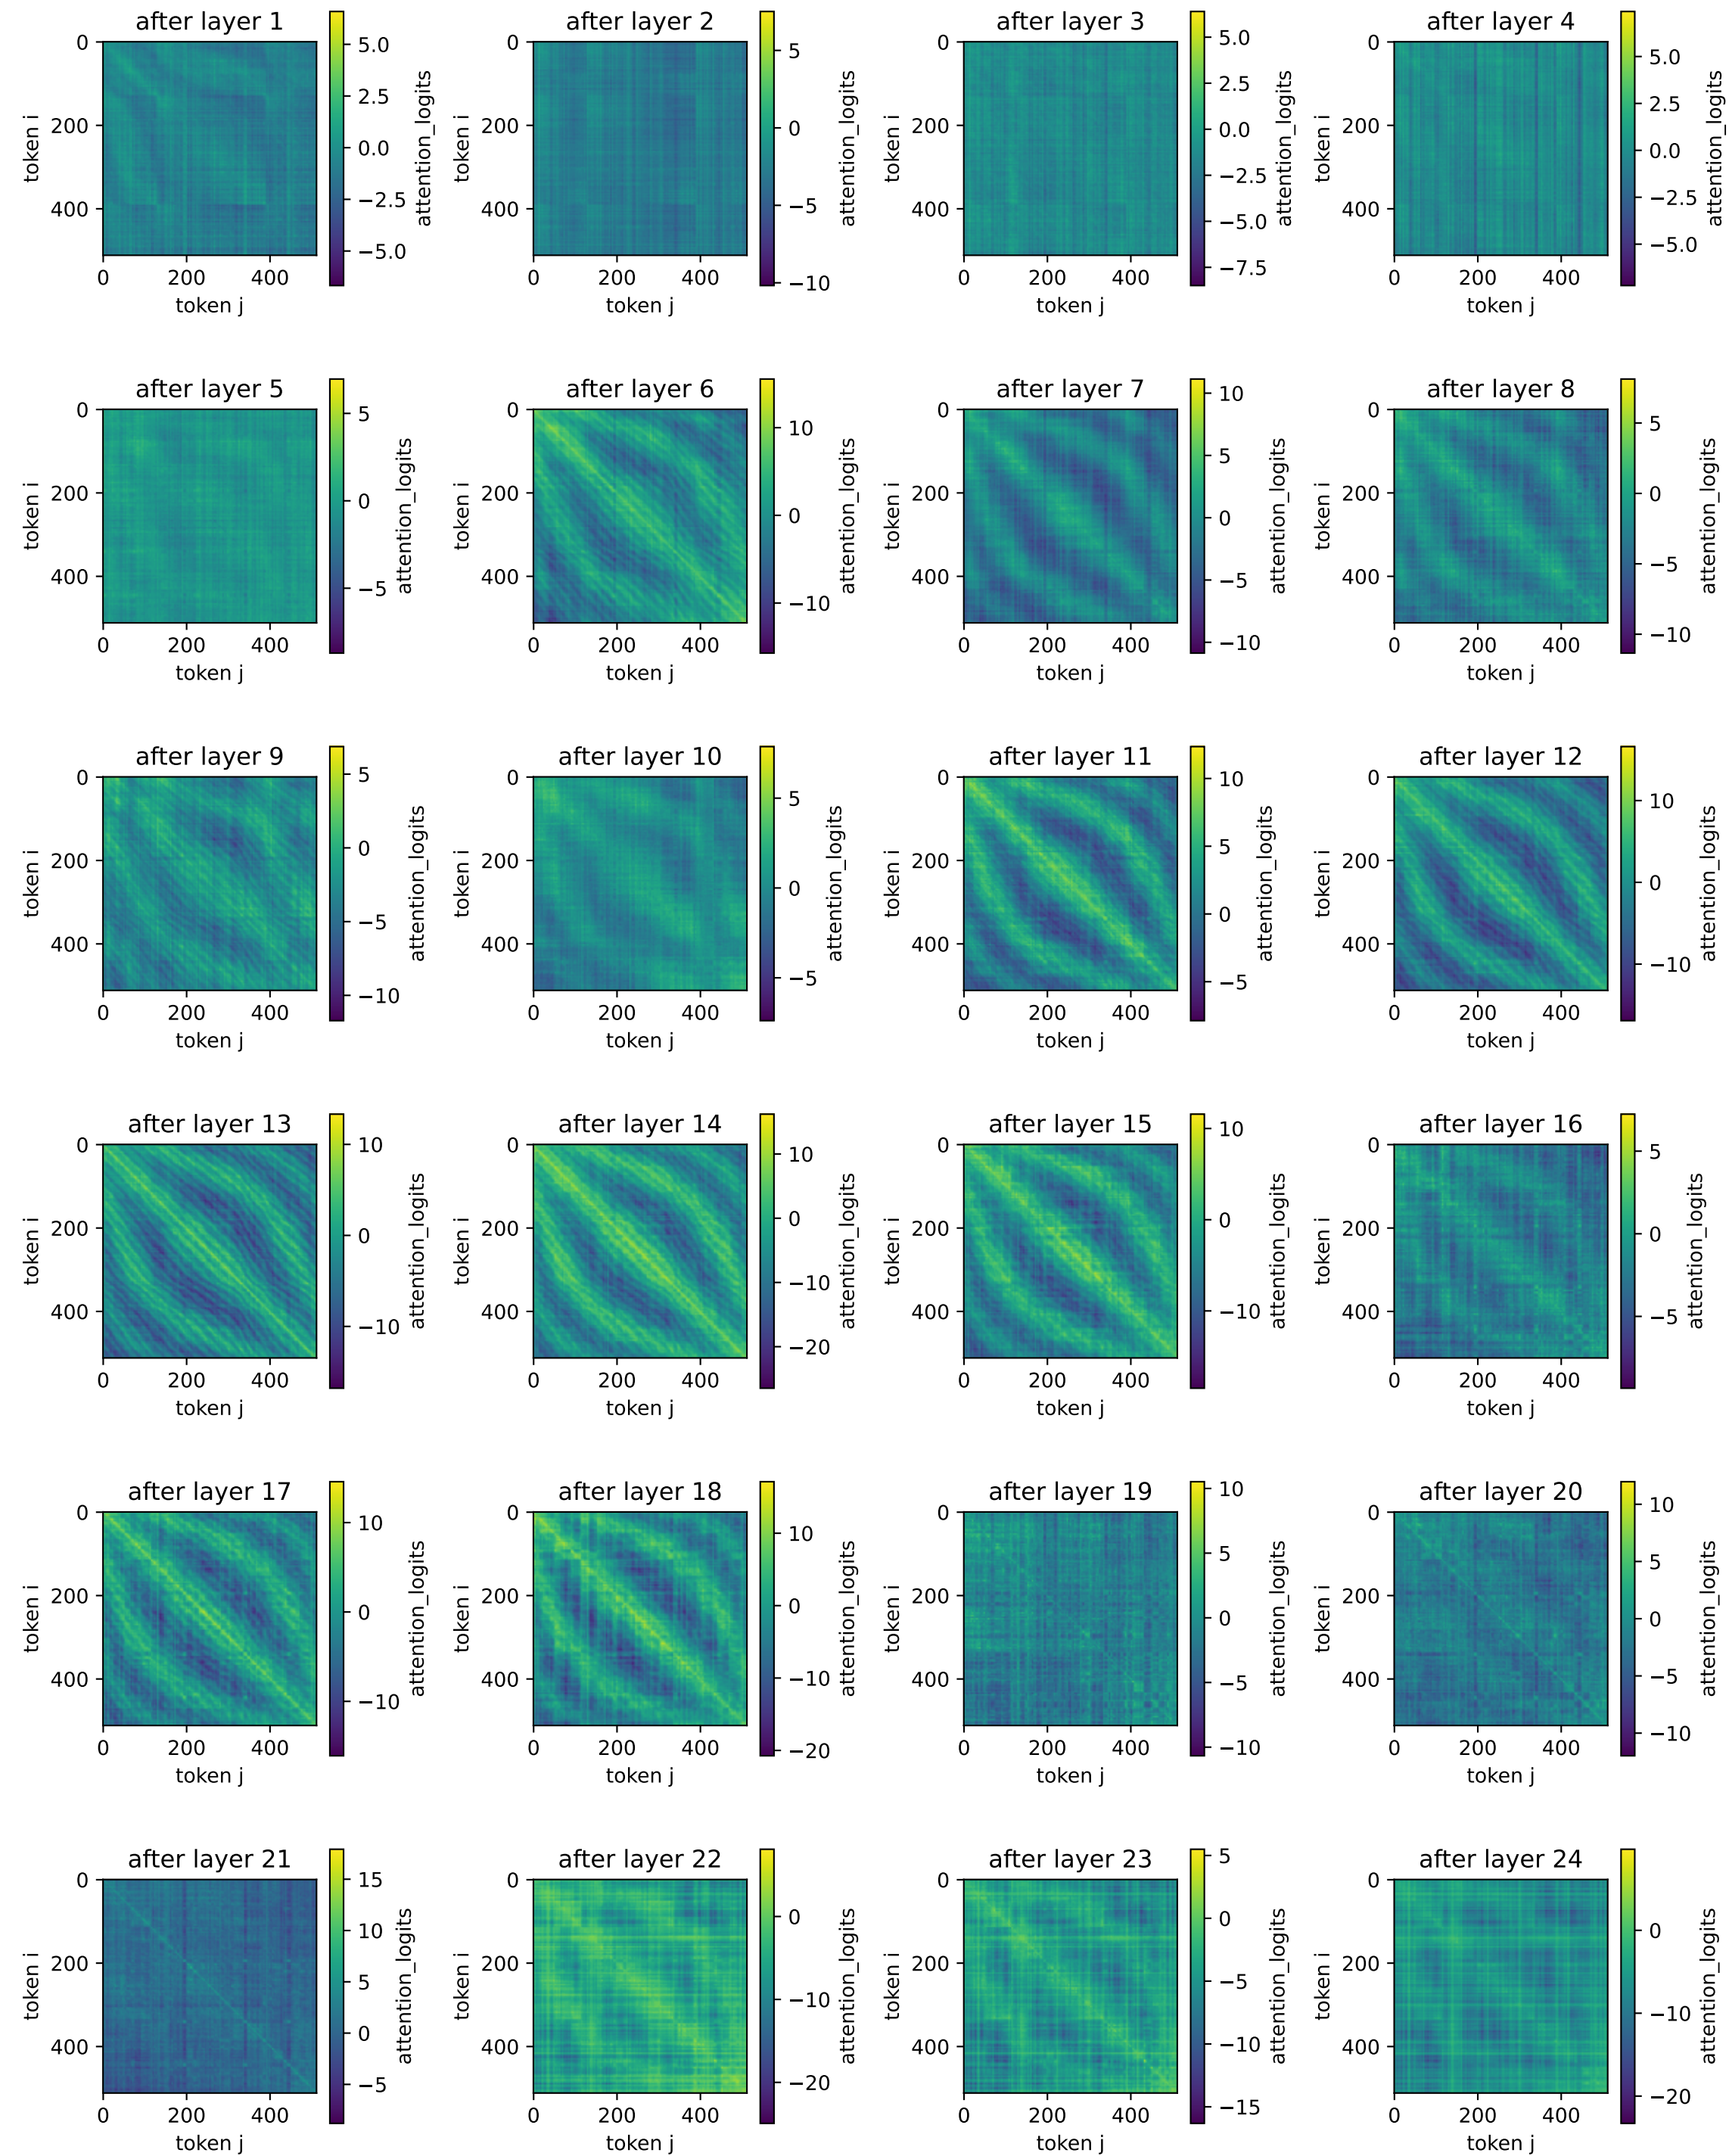 after layer 1
0
200
400
token i
0 200 400
token j
5.0
2.5
0.0
−2.5
−5.0
attention_logits
after layer 2
0
200
400
token i
0 200 400
token j
5
0
−5
−10
attention_logits
after layer 3
0
200
400
token i
0 200 400
token j
5.0
2.5
0.0
−2.5
−5.0
−7.5
attention_logits
after layer 4
0
200
400
token i
0 200 400
token j
5.0
2.5
0.0
−2.5
−5.0
attention_logits
after layer 5
0
200
400
token i
0 200 400
token j
5
0
−5
attention_logits
after layer 6
0
200
400
token i
0 200 400
token j
10
0
−10
attention_logits
after layer 7
0
200
400
token i
0 200 400
token j
10
5
0
−5
−10
attention_logits
after layer 8
0
200
400
token i
0 200 400
token j
5
0
−5
−10
attention_logits
after layer 9
0
200
400
token i
0 200 400
token j
5
0
−5
−10
attention_logits
after layer 10
0
200
400
token i
0 200 400
token j
5
0
−5
attention_logits
after layer 11
0
200
400
token i
0 200 400
token j
10
5
0
−5
attention_logits
after layer 12
0
200
400
token i
0 200 400
token j
10
0
−10
attention_logits
after layer 13
0
200
400
token i
0 200 400
token j
10
0
−10
attention_logits
after layer 14
0
200
400
token i
0 200 400
token j
10
0
−10
−20
attention_logits
after layer 15
0
200
400
token i
0 200 400
token j
10
0
−10
attention_logits
after layer 16
0
200
400
token i
0 200 400
token j
5
0
−5
attention_logits
after layer 17
0
200
400
token i
0 200 400
token j
10
0
−10
attention_logits
after layer 18
0
200
400
token i
0 200 400
token j
10
0
−10
−20
attention_logits
after layer 19
0
200
400
token i
0 200 400
token j
10
5
0
−5
−10
attention_logits
after layer 20
0
200
400
token i
0 200 400
token j
10
5
0
−5
−10
attention_logits
after layer 21
0
200
400
token i
0 200 400
token j
15
10
5
0
−5
attention_logits
after layer 22
0
200
400
token i
0 200 400
token j
0
−10
−20
attention_logits
after layer 23
0
200
400
token i
0 200 400
token j
5
0
−5
−10
−15
attention_logits
after layer 24
0
200
400
token i
0 200 400
token j
0
−10
−20
attention_logits